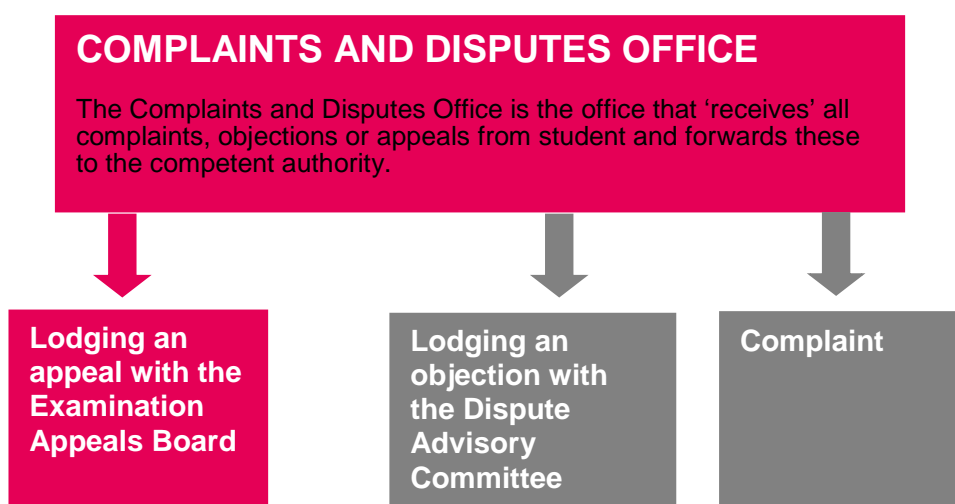 COMPLAINTS AND DISPUTES OFFICE
The Complaints and Disputes Office is the office that ‘receives’ all
complaints, objections or appeals from student and forwards these
to the competent authority.
Lodging an
appeal with the
Examination
Appeals Board
Lodging an
objection with
the Dispute
Advisory
Committee
Complaint